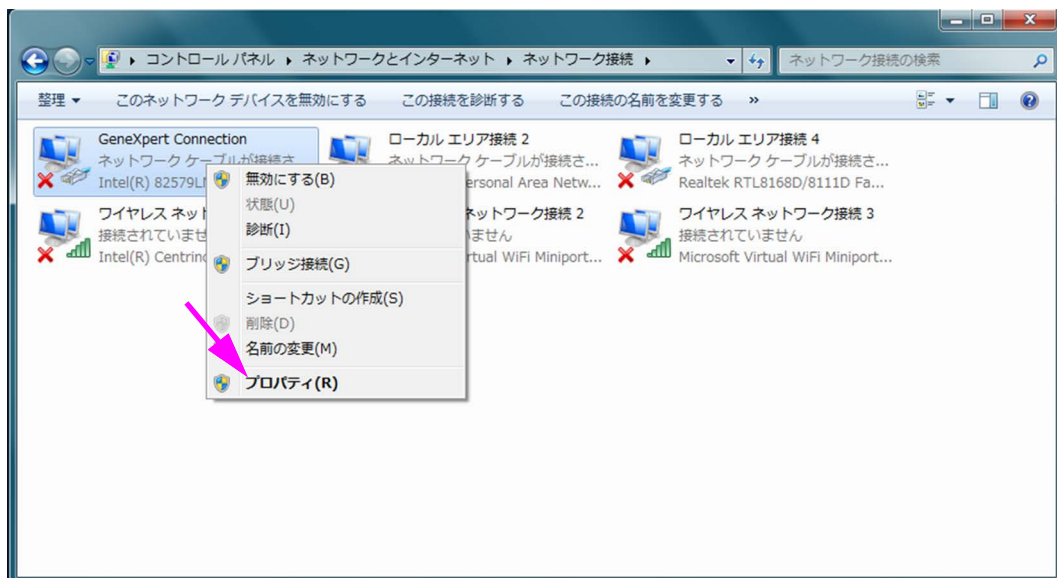 コントロール パネル ▸ ネットワークとインターネット ▸ ネットワーク接続 ▸
ネットワーク接続の検索
整理 ▼ このネットワーク デバイスを無効にする この接続を診断する この接続の名前を変更する »
GeneXpert Connection
ネットワーク ケーブルが接続さ
Intel(R) 82579L
ローカル エリア接続 2
ネットワーク ケーブルが接続さ...
ersonal Area Netw...
ローカル エリア接続 4
ネットワーク ケーブルが接続さ...
Realtek RTL8168D/8111D Fa...
ワイヤレス ネット
接続されていませ
Intel(R) Centrino
ネットワーク接続 2
いません
rtual WiFi Miniport...
ワイヤレス ネットワーク接続 3
接続されていません
Microsoft Virtual WiFi Miniport...
無効にする(B)
状態(U)
診断(I)
ブリッジ接続(G)
ショートカットの作成(S)
削除(D)
名前の変更(M)
プロパティ(R)